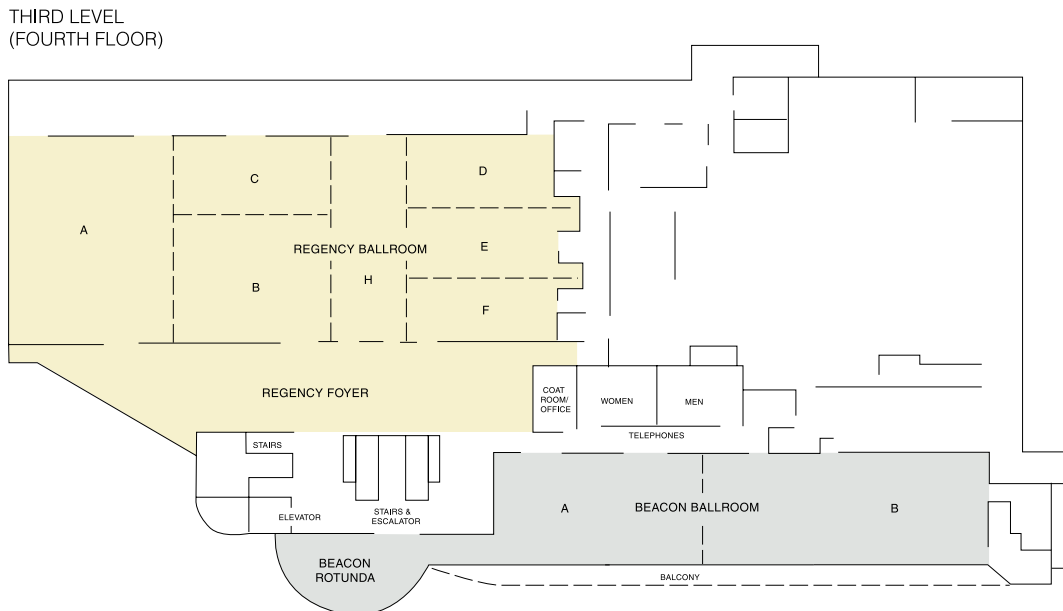 THIRD LEVEL
(FOURTH FLOOR)
C
D
A
REGENCY BALLROOM
E
B
H
F
REGENCY FOYER
COAT
ROOM/
OFFICE
WOMEN
MEN
TELEPHONES
STAIRS
ELEVATOR
STAIRS &
ESCALATOR
A
BEACON BALLROOM
B
BEACON
ROTUNDA
BALCONY